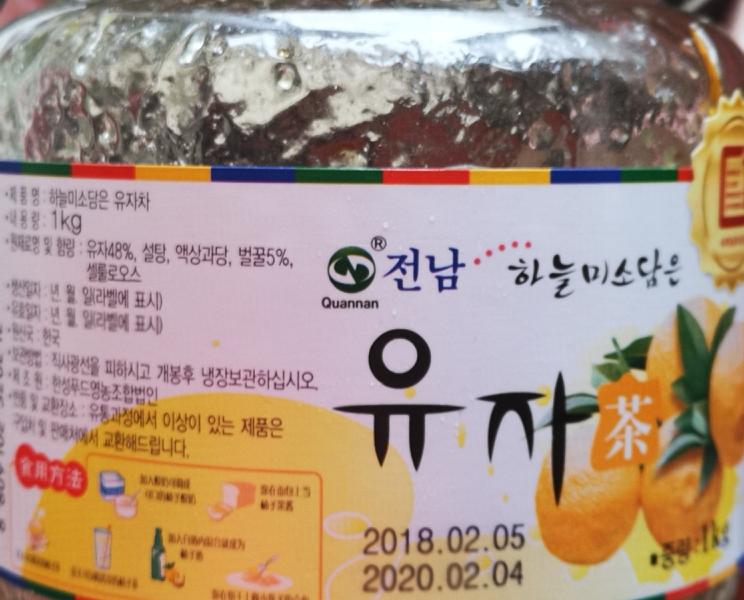 제 품 명 : 하늘미소담은 유자차
내 용 량 : 1kg
원재료명 및 함량 : 유자48%, 설탕, 액상과당, 벌꿀5%,
셀룰로오스
생산일자 : 년. 월. 일(라벨에 표시)
유효일자 : 년. 월. 일(라벨에 표시)
원산국 : 한국
보관방법 : 직사광선을 피하시고 개봉후 냉장보관하십시오.
제 조 원 : 한성푸드영농조합법인
반품 및 교환장소 : 유통과정에서 이상이 있는 제품은
구입처 및 판매처에서 교환해드립니다.
食用方法
® 전남
Quannan
하늘미소담은
유자
茶
2018.02.05
2020.02.04
중량:1kg